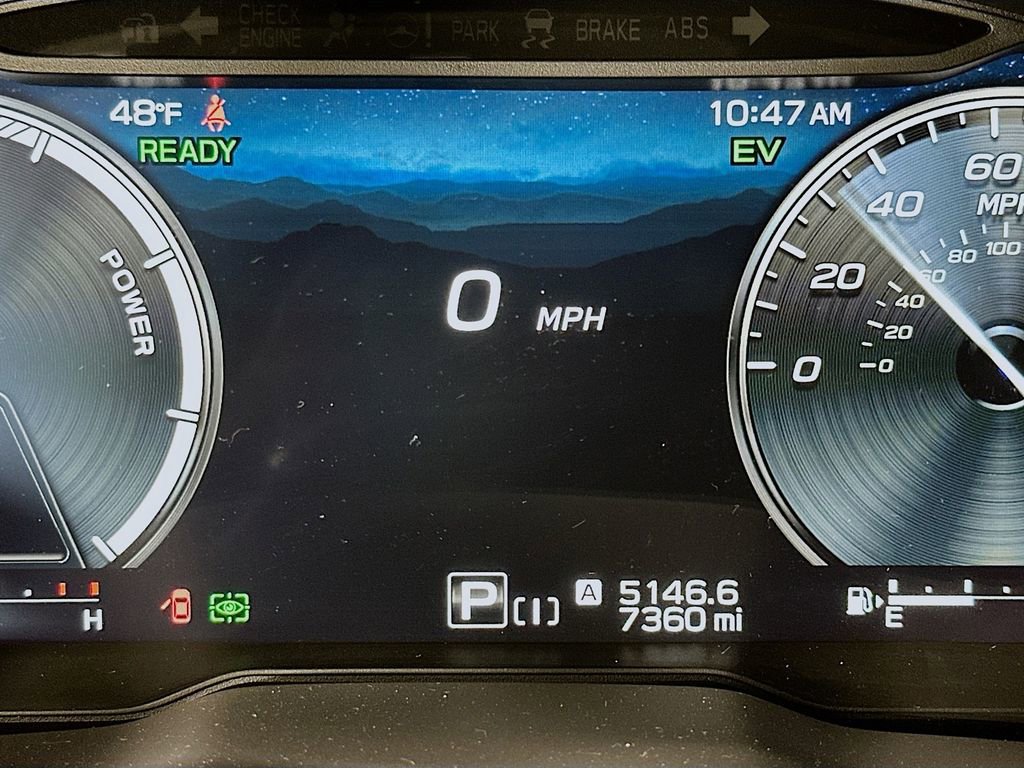 CHECK
ENGINE
PARK
BRAKE
ABS
48°F
10:47 AM
READY
EV
POWER
0 MPH
60
MPH
40
20
0
100
80
60
40
20
0
H
P
A
5146.6
7360 mi
E